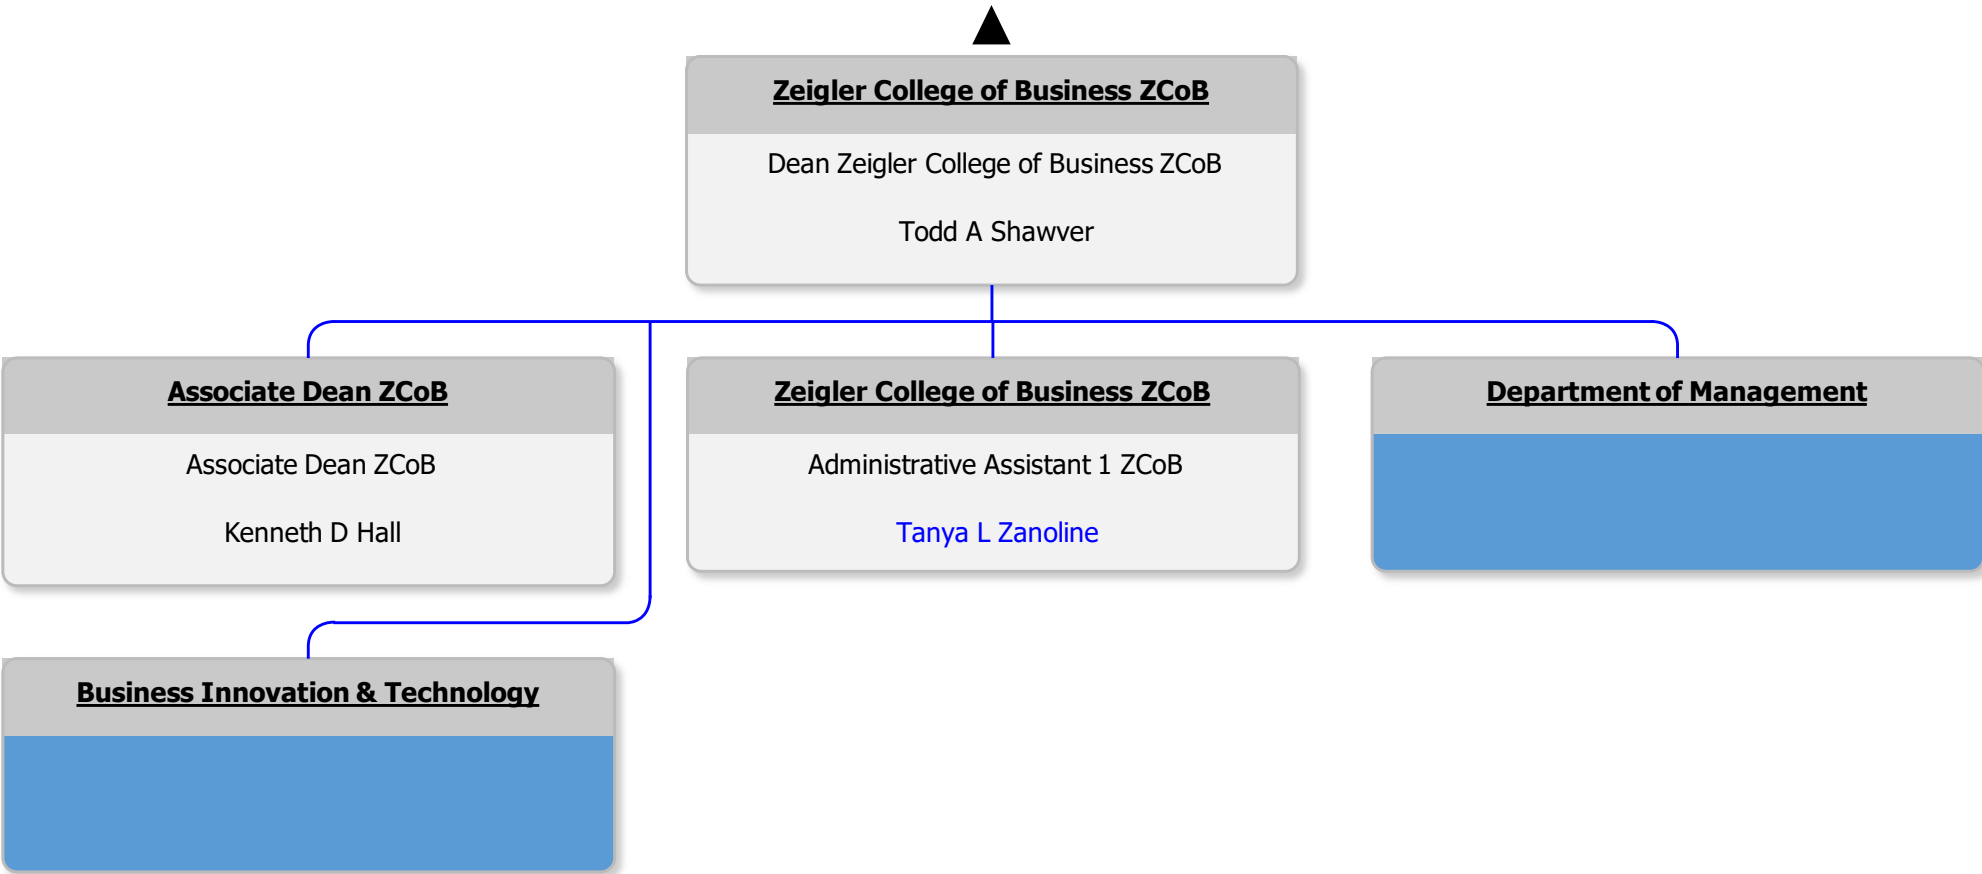 Zeigler College of Business ZCoB
Dean Zeigler College of Business ZCoB
Todd A Shawver
Associate Dean ZCoB
Associate Dean ZCoB
Kenneth D Hall
Zeigler College of Business ZCoB
Administrative Assistant 1 ZCoB
Tanya L Zanoline
Department of Management
Business Innovation & Technology